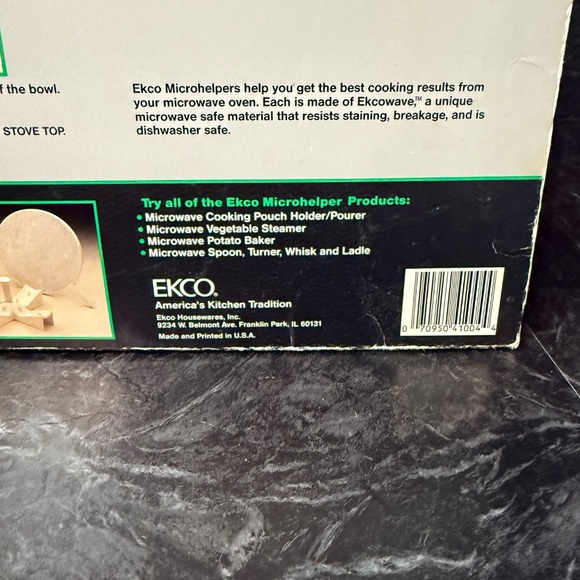 f the bowl.
STOVE TOP.
Ekco Microhelpers help you get the best cooking results from
your microwave oven. Each is made of Ekcowave,™ a unique
microwave safe material that resists staining, breakage, and is
dishwasher safe.
Try all of the Ekco Microhelper Products:
• Microwave Cooking Pouch Holder/Pourer
• Microwave Vegetable Steamer
• Microwave Potato Baker
• Microwave Spoon, Turner, Whisk and Ladle
EKCO®
America's Kitchen Tradition
Ekco Housewares, Inc.
9234 W. Belmont Ave. Franklin Park, IL 60131
Made and Printed in U.S.A.
0 70950 41004 4